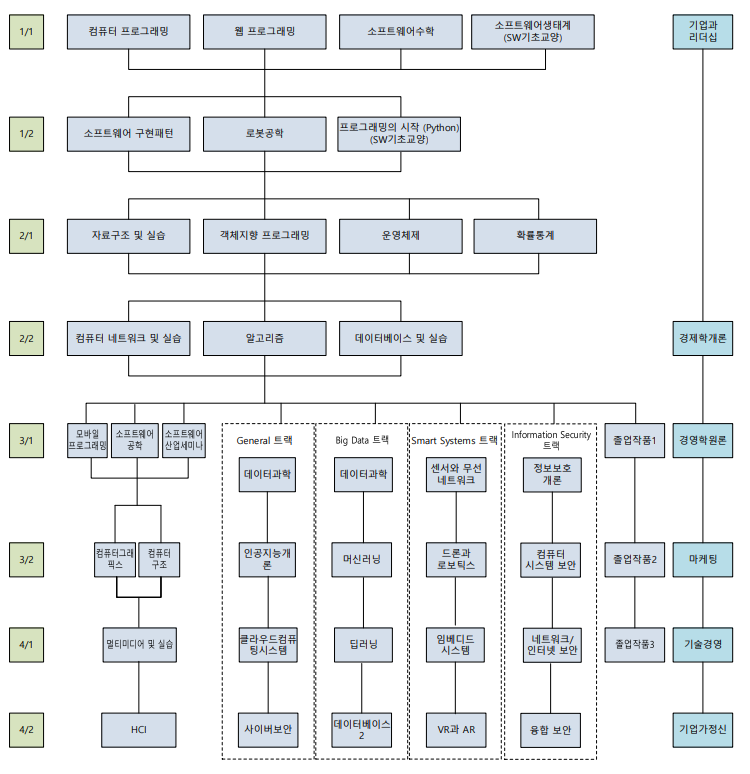 1/1
컴퓨터 프로그래밍
웹 프로그래밍
소프트웨어수학
소프트웨어생태계
(SW기초교양)
기업과
리더십
1/2
소프트웨어 구현패턴
로봇공학
프로그래밍의 시작 (Python)
(SW기초교양)
2/1
자료구조 및 실습
객체지향 프로그래밍
운영체제
확률통계
2/2
컴퓨터 네트워크 및 실습
알고리즘
데이터베이스 및 실습
경제학개론
3/1
모바일
프로그래밍
소프트웨어
공학
소프트웨어
산업세미나
General 트랙
데이터과학
Big Data 트랙
데이터과학
Smart Systems 트랙
센서와 무선
네트워크
Information Security
트랙
정보보호
개론
졸업작품1
경영학원론
3/2
컴퓨터그래
픽스
컴퓨터
구조
인공지능개
론
머신러닝
드론과
로보틱스
컴퓨터
시스템 보안
졸업작품2
마케팅
4/1
멀티미디어 및 실습
클라우드컴퓨
팅시스템
딥러닝
임베디드
시스템
네트워크/
인터넷 보안
졸업작품3
기술경영
4/2
HCI
사이버보안
데이터베이스
2
VR과 AR
융합 보안
기업가정신